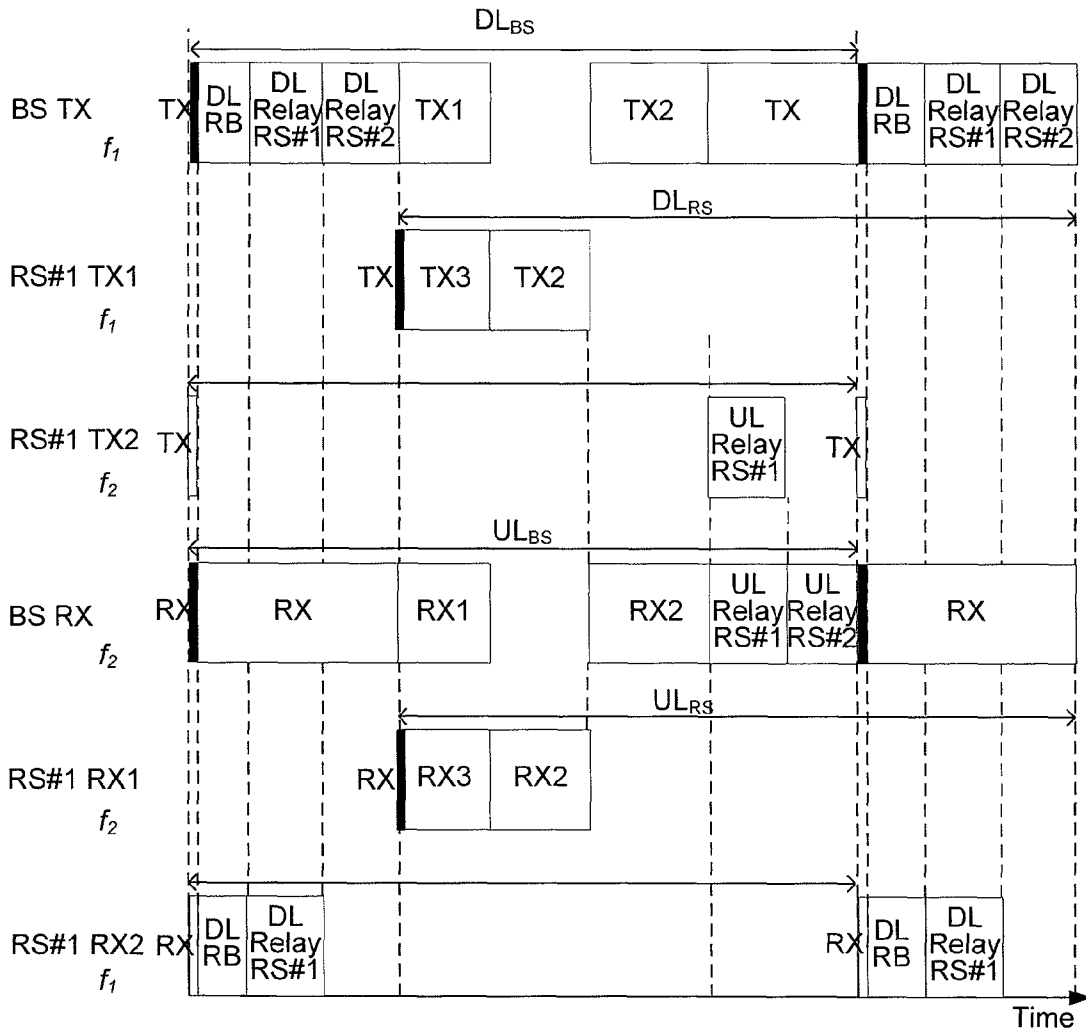 DL_BS
BS TX
f_1
TX
DL
RB
DL
Relay
RS#1
DL
Relay
RS#2
TX1
TX2
TX
DL
RB
DL
Relay
RS#1
DL
Relay
RS#2
DL_RS
RS#1 TX1
f_1
TX
TX3
TX2
RS#1 TX2
f_2
TX
UL
Relay
RS#1
TX
UL_BS
BS RX
f_2
RX
RX
RX1
RX2
UL
Relay
RS#1
UL
Relay
RS#2
RX
UL_RS
RS#1 RX1
f_2
RX
RX3
RX2
RS#1 RX2
f_1
RX
DL
RB
DL
Relay
RS#1
RX
DL
RB
DL
Relay
RS#1
Time